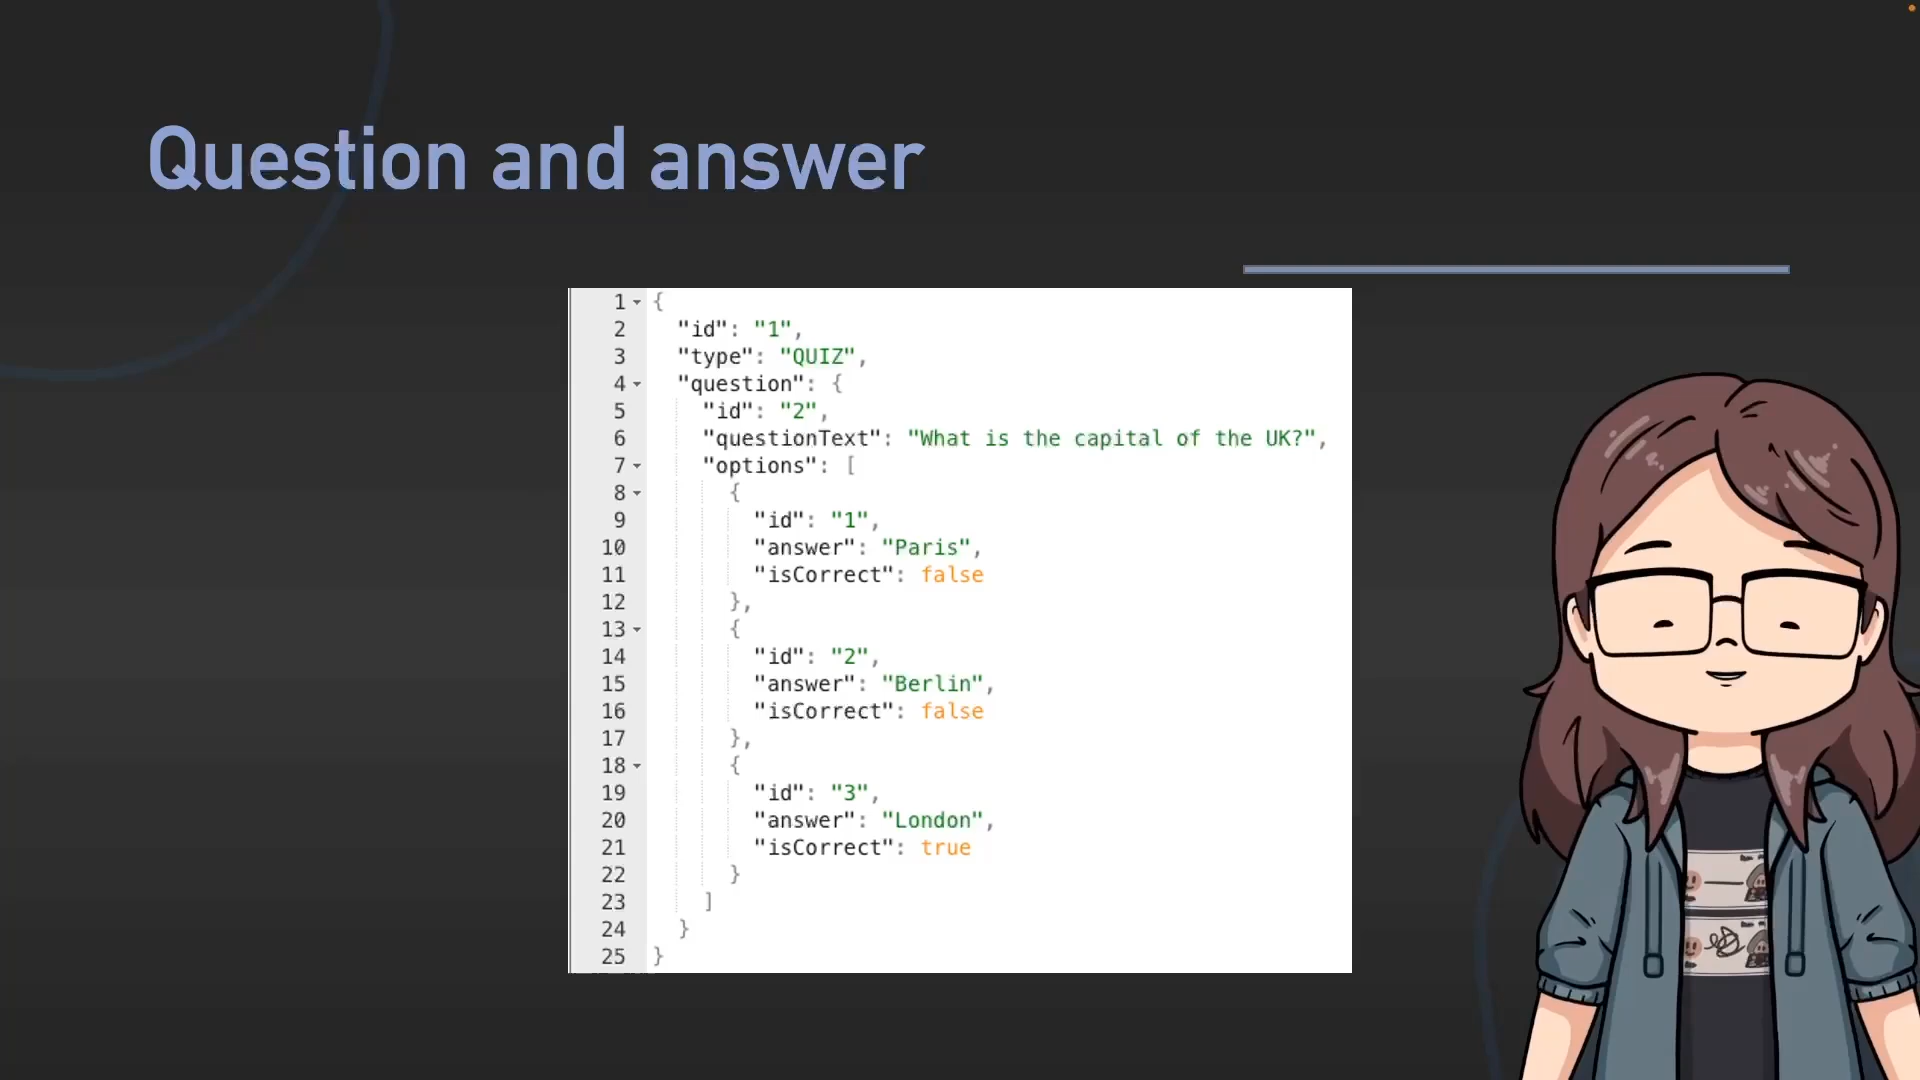 Question and answer
1 {
2 "id": "1",
3 "type": "QUIZ",
4 "question": {
5 "id": "2",
6 "questionText": "What is the capital of the UK?",
7 "options": [
8 {
9 "id": "1",
10 "answer": "Paris",
11 "isCorrect": false
12 },
13 {
14 "id": "2",
15 "answer": "Berlin",
16 "isCorrect": false
17 },
18 {
19 "id": "3",
20 "answer": "London",
21 "isCorrect": true
22 }
23 ]
24 }
25 }